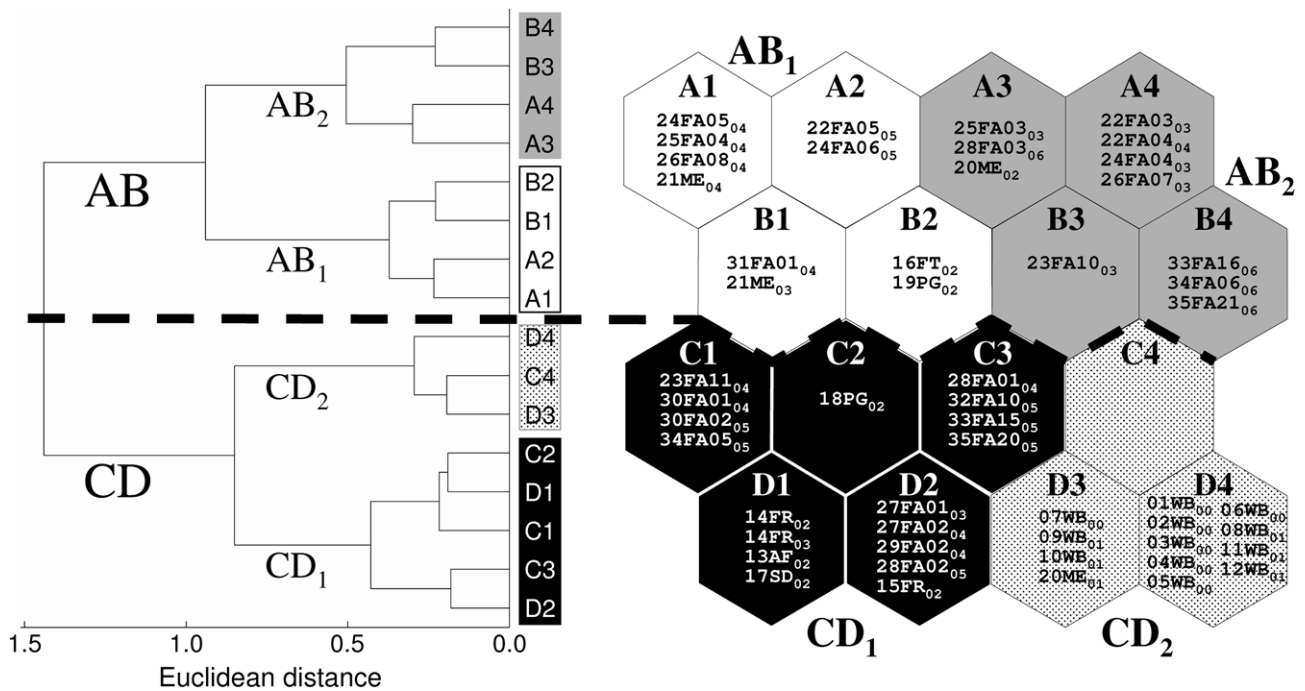 B4
B3
A4
A3
B2
B1
A2
A1
D4
C4
D3
C2
D1
C1
C3
D2
AB₂
AB
AB₁
CD₂
CD
CD₁
1.5 1.0 0.5 0.0
Euclidean distance
AB₁
A1
24FA05₀₄
25FA04₀₄
26FA08₀₄
21ME₀₄
A2
22FA05₀₅
24FA06₀₅
A3
25FA03₀₃
28FA03₀₆
20ME₀₂
A4
22FA03₀₃
22FA04₀₄
24FA04₀₃
26FA07₀₃
AB₂
B1
31FA01₀₄
21ME₀₃
B2
16FT₀₂
19PG₀₂
B3
23FA10₀₃
B4
33FA16₀₆
34FA06₀₆
35FA21₀₆
C1
23FA11₀₄
30FA01₀₄
30FA02₀₅
34FA05₀₅
C2
18PG₀₂
C3
28FA01₀₄
32FA10₀₅
33FA15₀₅
35FA20₀₅
C4
D1
14FR₀₂
14FR₀₃
13AF₀₂
17SD₀₂
D2
27FA01₀₃
27FA02₀₄
29FA02₀₄
28FA02₀₅
15FR₀₂
D3
07WB₀₀
09WB₀₁
10WB₀₁
20ME₀₁
D4
01WB₀₀ 06WB₀₀
02WB₀₀ 08WB₀₁
03WB₀₀ 11WB₀₁
04WB₀₀ 12WB₀₁
05WB₀₀
CD₁
CD₂